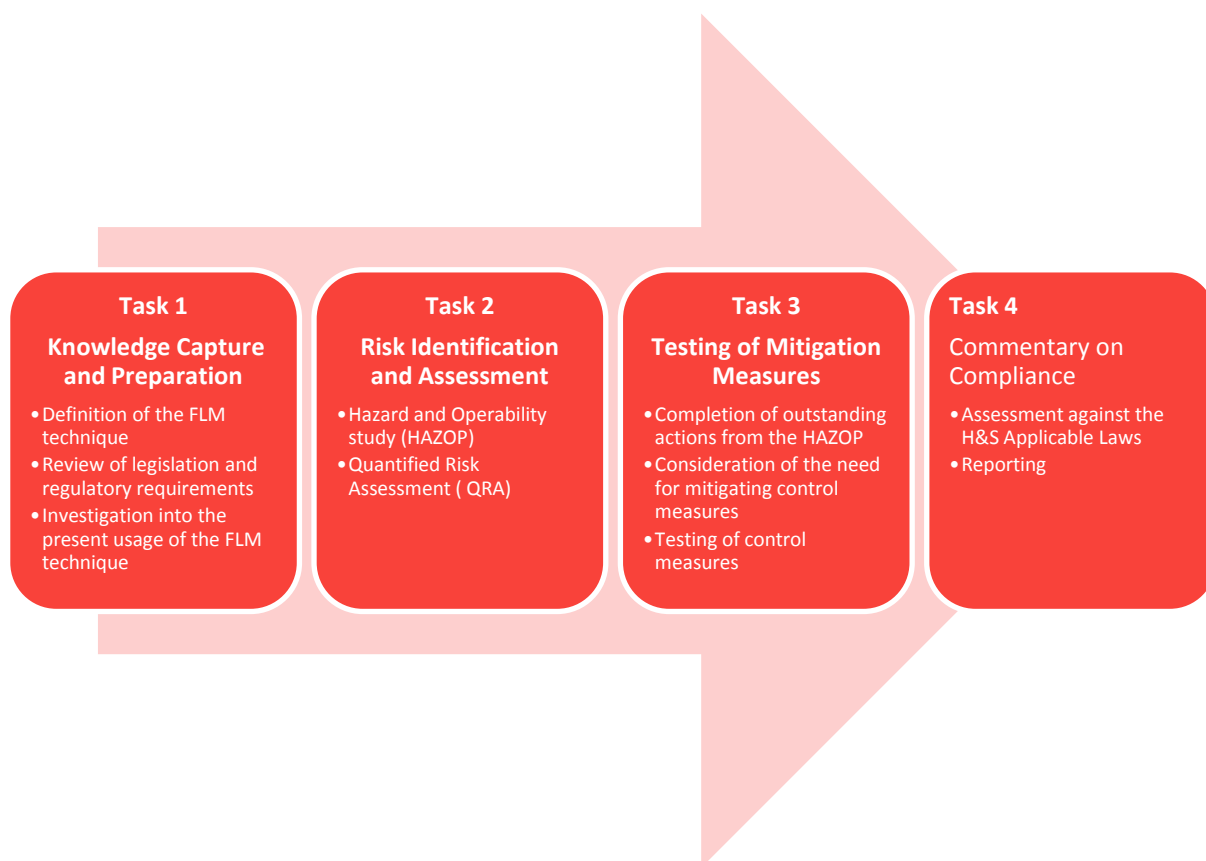 Task 1
Knowledge Capture
and Preparation
•Definition of the FLM
technique
•Review of legislation and
regulatory requirements
•Investigation into the
present usage of the FLM
technique
Task 2
Risk Identification
and Assessment
•Hazard and Operability
study (HAZOP)
•Quantified Risk
Assessment ( QRA)
Task 3
Testing of Mitigation
Measures
•Completion of outstanding
actions from the HAZOP
•Consideration of the need
for mitigating control
measures
•Testing of control
measures
Task 4
Commentary on
Compliance
•Assessment against the
H&S Applicable Laws
•Reporting